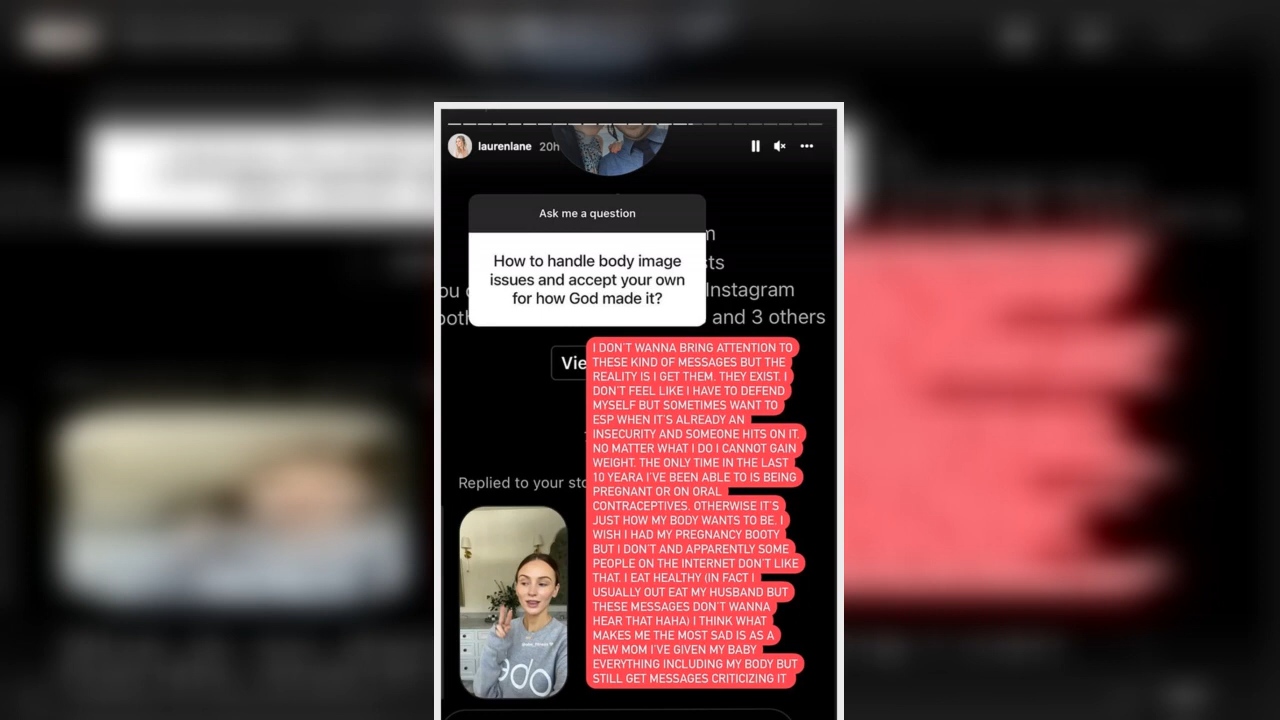 laurenlane 20h
Ask me a question
How to handle body image
issues and accept your own
for how God made it?
Instagram
and 3 others
Vie
I DON'T WANNA BRING ATTENTION TO
THESE KIND OF MESSAGES BUT THE
REALITY IS I GET THEM. THEY EXIST. I
DON'T FEEL LIKE I HAVE TO DEFEND
MYSELF BUT SOMETIMES WANT TO
ESP WHEN IT'S ALREADY AN
INSECURITY AND SOMEONE HITS ON IT.
NO MATTER WHAT I DO I CANNOT GAIN
WEIGHT. THE ONLY TIME IN THE LAST
10 YEARA I'VE BEEN ABLE TO IS BEING
PREGNANT OR ON ORAL
CONTRACEPTIVES. OTHERWISE IT'S
JUST HOW MY BODY WANTS TO BE. I
WISH I HAD MY PREGNANCY BOOTY
BUT I DON'T AND APPARENTLY SOME
PEOPLE ON THE INTERNET DON'T LIKE
THAT. I EAT HEALTHY (IN FACT I
USUALLY OUT EAT MY HUSBAND BUT
THESE MESSAGES DON'T WANNA
HEAR THAT HAHA) I THINK WHAT
MAKES ME THE MOST SAD IS AS A
NEW MOM I'VE GIVEN MY BABY
EVERYTHING INCLUDING MY BODY BUT
STILL GET MESSAGES CRITICIZING IT
Replied to your sto